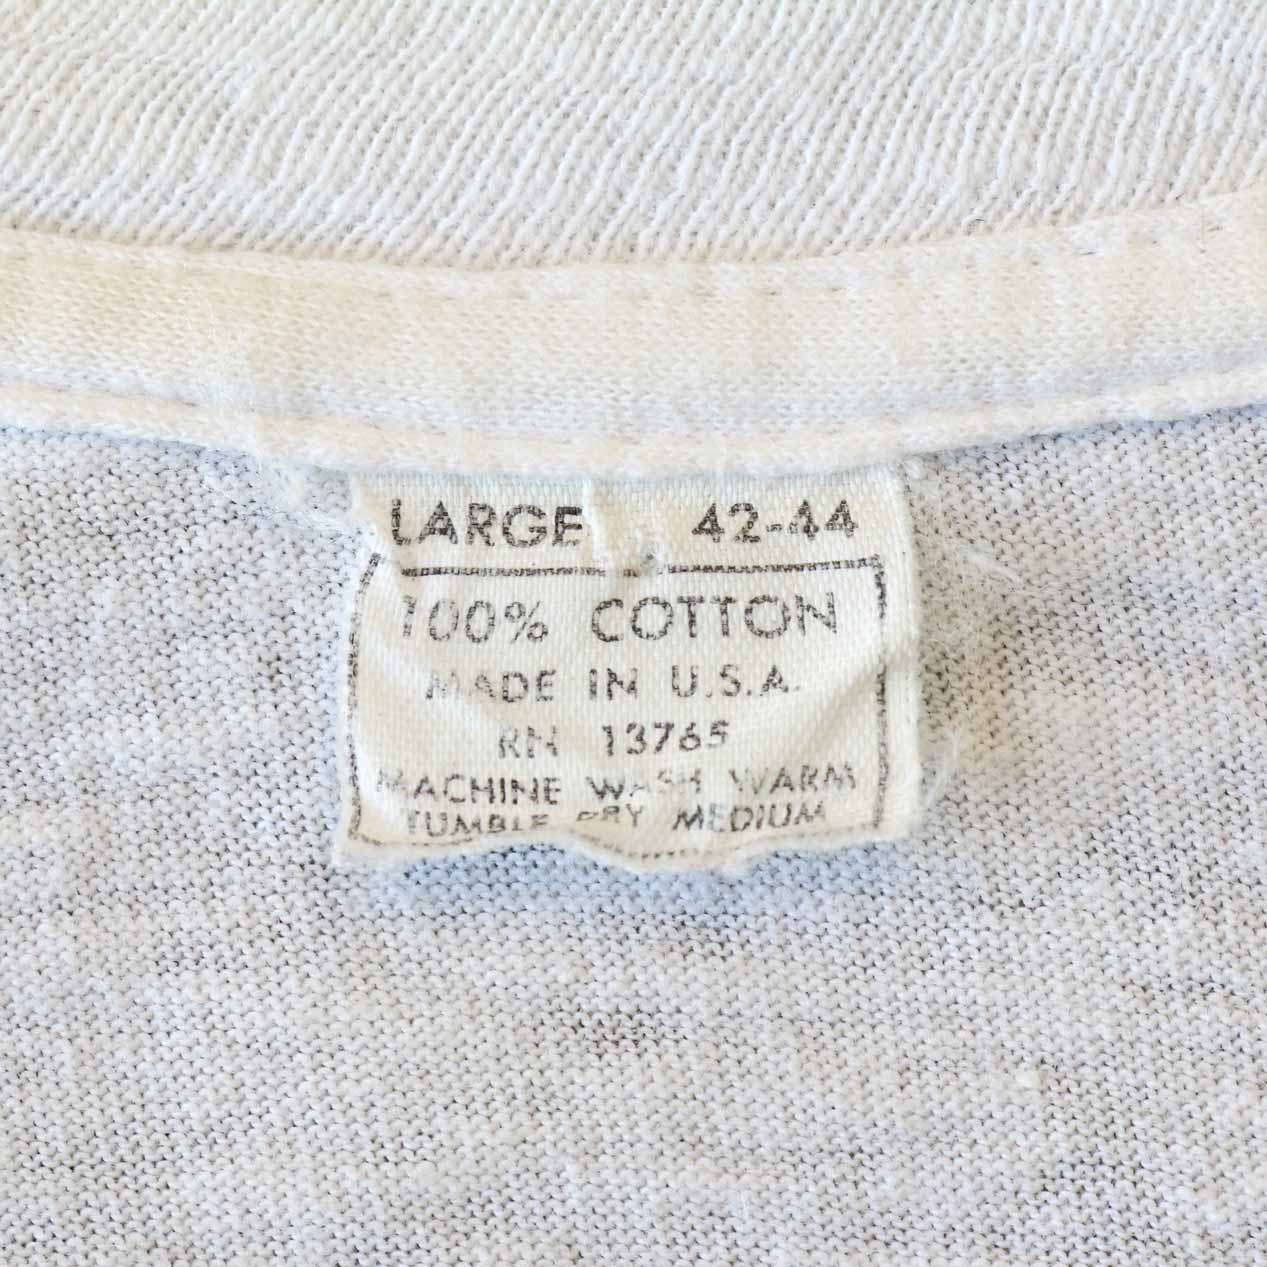 LARGE 42-44
100% COTTON
MADE IN U.S.A.
RN 13765
MACHINE WASH WARM
TUMBLE DRY MEDIUM